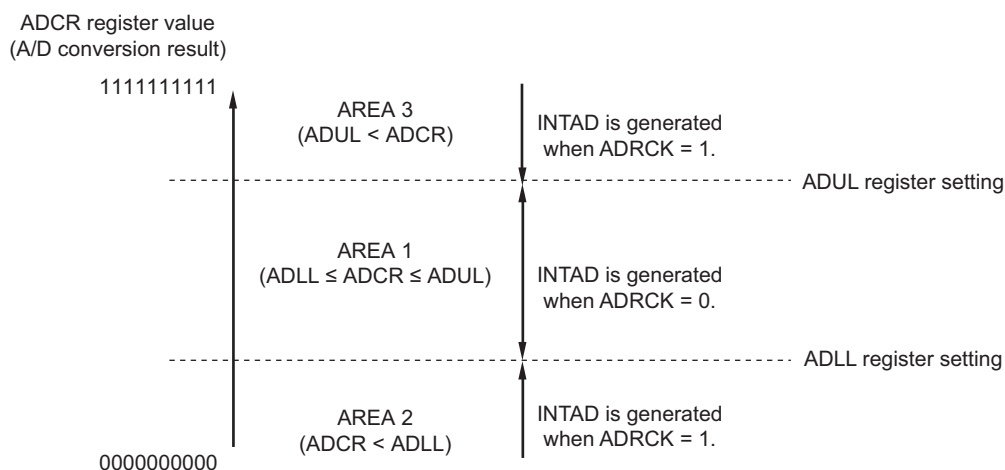 ADCR register value
(A/D conversion result)
1111111111
AREA 3
(ADUL < ADCR)
INTAD is generated
when ADRCK = 1.
ADUL register setting
AREA 1
(ADLL ≤ ADCR ≤ ADUL)
INTAD is generated
when ADRCK = 0.
ADLL register setting
AREA 2
(ADCR < ADLL)
INTAD is generated
when ADRCK = 1.
0000000000